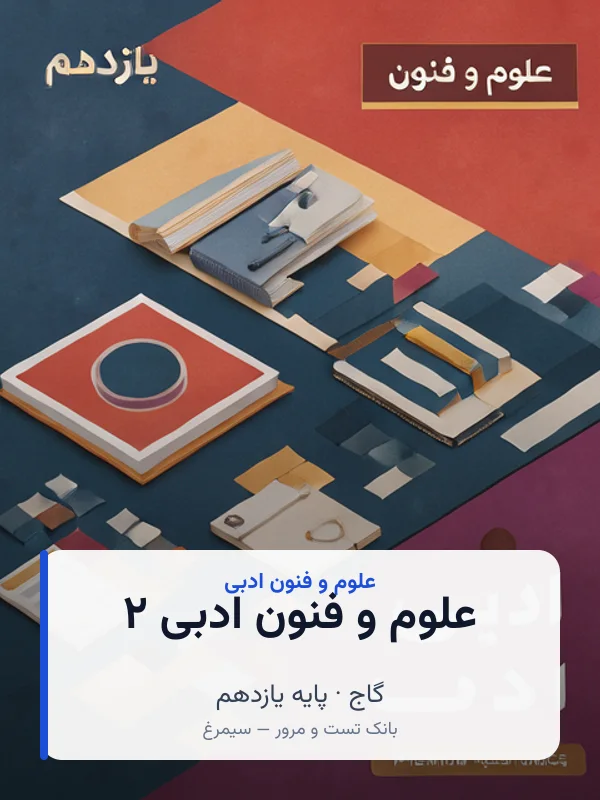 علوم و فنون
یازدهم
علوم و فنون ادبی
علوم و فنون ادبی ۲
گاج · پایه یازدهم
بانک تست و مرور — سیمرغ